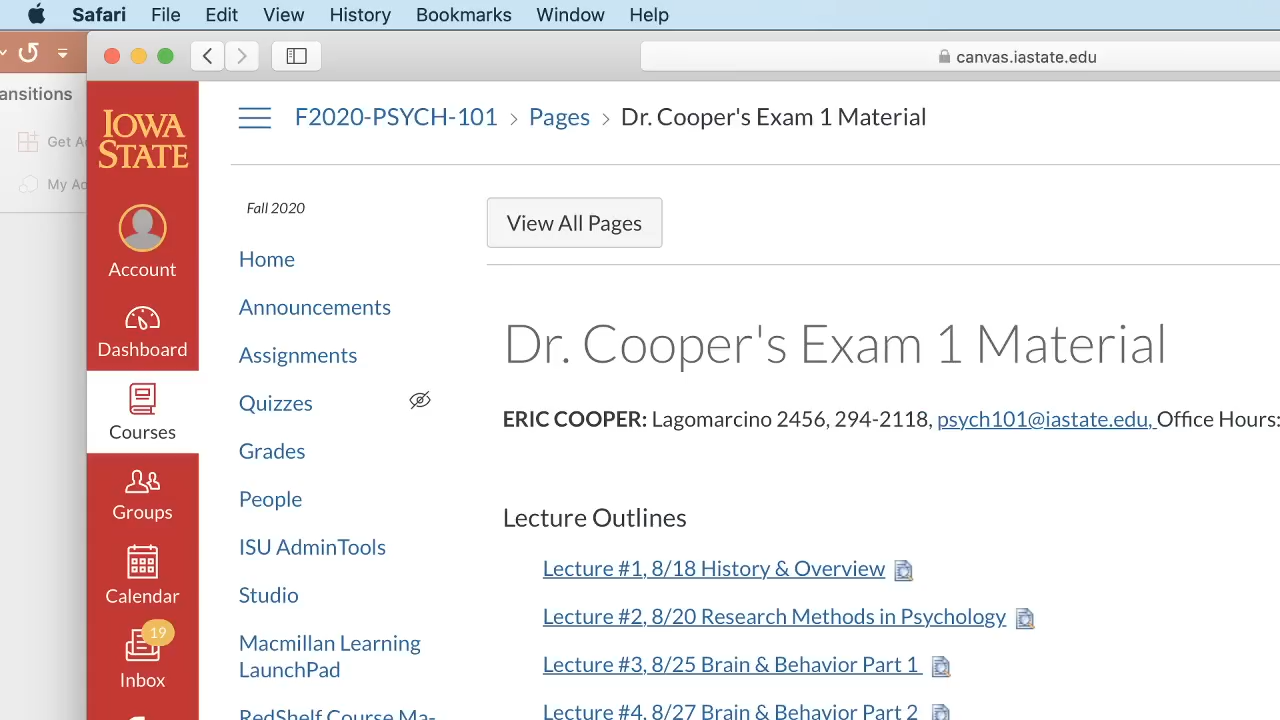 Safari File Edit View History Bookmarks Window Help
canvas.iastate.edu
ansitions
Get A
My Ad
IOWA
STATE
Account
Dashboard
Courses
Groups
Calendar
19
Inbox
F2020-PSYCH-101 > Pages > Dr. Cooper's Exam 1 Material
Fall 2020
Home
Announcements
Assignments
Quizzes
Grades
People
ISU AdminTools
Studio
Macmillan Learning
LaunchPad
RedShelf Course Ma-
View All Pages
Dr. Cooper's Exam 1 Material
ERIC COOPER: Lagomarcino 2456, 294-2118, psych101@iastate.edu, Office Hours:
Lecture Outlines
Lecture #1, 8/18 History & Overview
Lecture #2, 8/20 Research Methods in Psychology
Lecture #3, 8/25 Brain & Behavior Part 1
Lecture #4, 8/27 Brain & Behavior Part 2